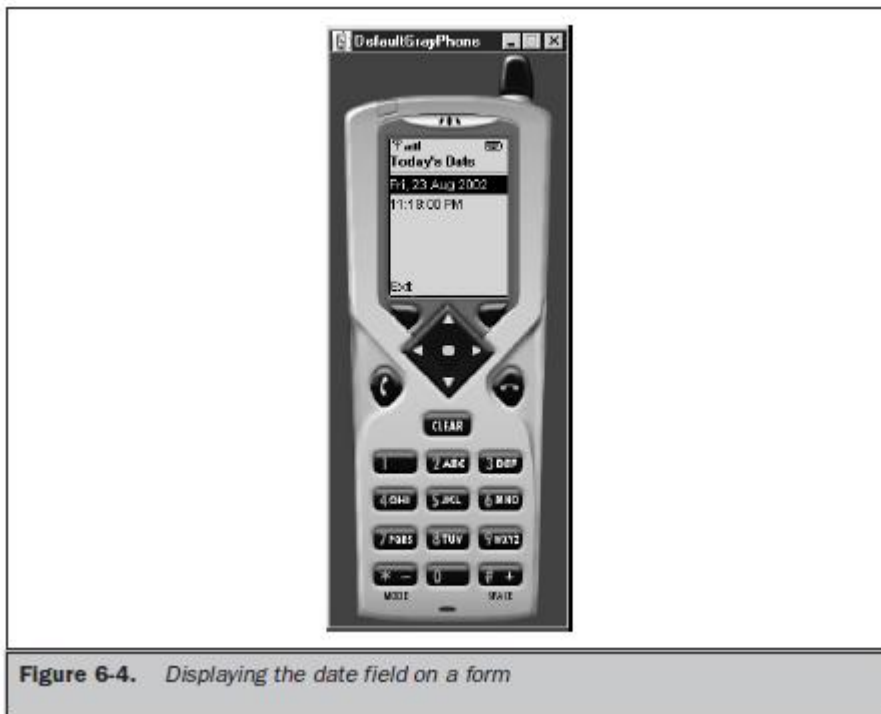 DefaultGrayPhone
Today's Date
Fri, 23 Aug 2002
11:18:00 PM
Exit
CLEAR
1 2 ABC 3 DEF
4 GHI 5 JKL 6 MNO
7 PQRS 8 TUV 9 WXYZ
* - 0 # +
MODE SPACE
Figure 6-4. Displaying the date field on a form